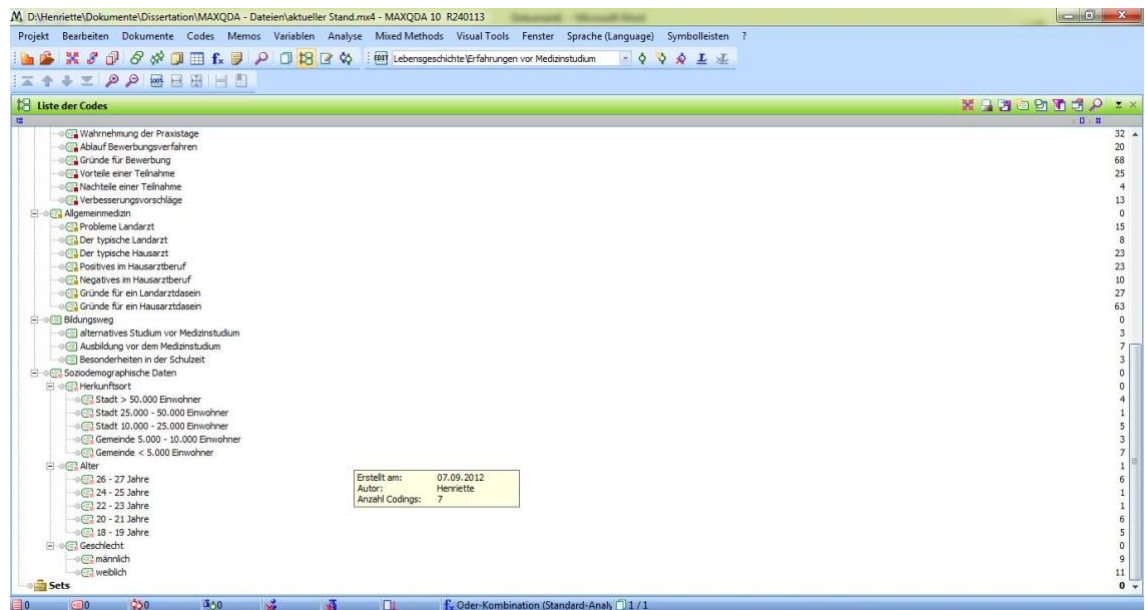 D:\Henriette\Dokumente\Dissertation\MAXQDA - Dateien\aktueller Stand.mx4 - MAXQDA 10 R240113
Projekt Bearbeiten Dokumente Codes Memos Variablen Analyse Mixed Methods Visual Tools Fenster Sprache (Language) Symbolleisten ?
Lebensgeschichte\Erfahrungen vor Medizinstudium
Liste der Codes
Wahrnehmung der Praxistage 32
Ablauf Bewerbungsverfahren 20
Gründe für Bewerbung 68
Vorteile einer Teilnahme 25
Nachteile einer Teilnahme 4
Verbesserungsvorschläge 13
Allgemeinmedizin 0
Probleme Landarzt 15
Der typische Landarzt 8
Der typische Hausarzt 23
Positives im Hausarztberuf 23
Negatives im Hausarztberuf 10
Gründe für ein Landarztdasein 27
Gründe für ein Hausarztdasein 63
Bildungsweg 0
alternatives Studium vor Medizinstudium 3
Ausbildung vor dem Medizinstudium 7
Besonderheiten in der Schulzeit 3
Soziodemographische Daten 0
Herkunftsort 0
Stadt > 50.000 Einwohner 4
Stadt 25.000 - 50.000 Einwohner 1
Stadt 10.000 - 25.000 Einwohner 5
Gemeinde 5.000 - 10.000 Einwohner 3
Gemeinde < 5.000 Einwohner 7
Alter 1
26 - 27 Jahre 6
24 - 25 Jahre 1
22 - 23 Jahre 1
20 - 21 Jahre 6
18 - 19 Jahre 5
Erstellt am: 07.09.2012
Autor: Henriette
Anzahl Codings: 7
Geschlecht 0
männlich 9
weiblich 11
Sets 0
0 0 0 0 Oder-Kombination (Standard-Analy 1 / 1